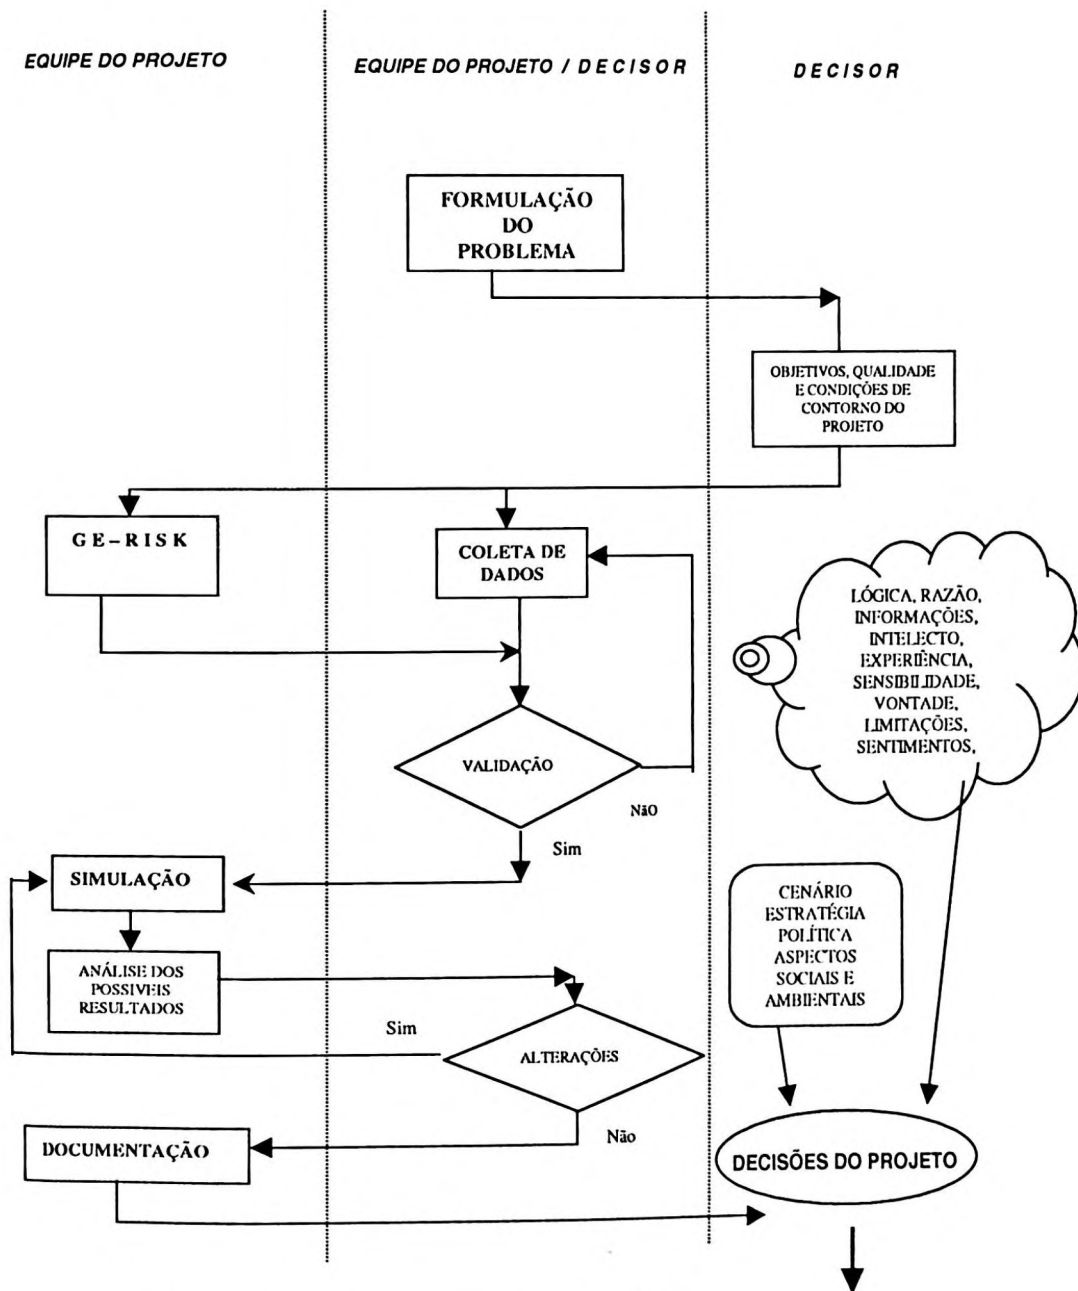 EQUIPE DO PROJETO
EQUIPE DO PROJETO / D E C I S O R
D E C I S O R
FORMULAÇÃO
DO
PROBLEMA
OBJETIVOS, QUALIDADE
E CONDIÇÕES DE
CONTORNO DO
PROJETO
G E – R I S K
COLETA DE
DADOS
LÓGICA, RAZÃO,
INFORMAÇÕES,
INTELECTO,
EXPERIÊNCIA,
SENSIBILIDADE,
VONTADE,
LIMITAÇÕES,
SENTIMENTOS,
VALIDAÇÃO
NãO
Sim
SIMULAÇÃO
CENÁRIO
ESTRATÉGIA
POLÍTICA
ASPECTOS
SOCIAIS E
AMBIENTAIS
ANÁLISE DOS
POSSIVEIS
RESULTADOS
Sim
ALTERAÇÕES
Não
DOCUMENTAÇÃO
DECISÕES DO PROJETO